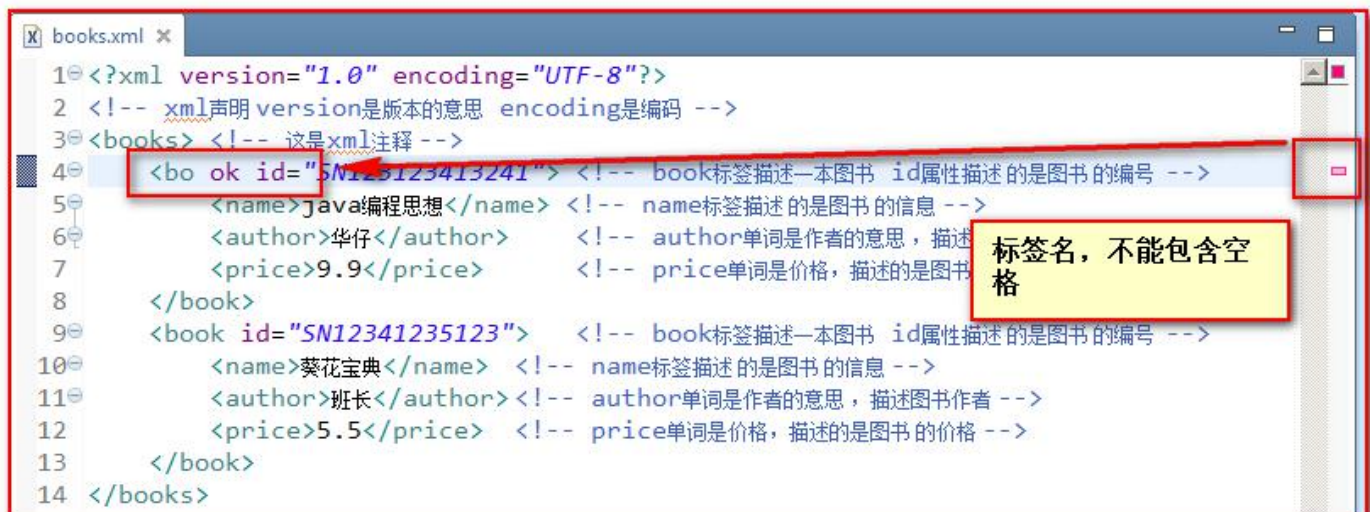 books.xml
1 <?xml version="1.0" encoding="UTF-8"?>
2 <!-- xml声明 version是版本的意思 encoding是编码 -->
3 <books> <!-- 这是xml注释 -->
4 <bo ok id="SN123123413241"> <!-- book标签描述一本图书 id属性描述的是图书的编号 -->
5 <name>java编程思想</name> <!-- name标签描述的是图书的信息 -->
6 <author>华仔</author> <!-- author单词是作者的意思，描述
7 <price>9.9</price> <!-- price单词是价格，描述的是图书
标签名，不能包含空
格
8 </book>
9 <book id="SN12341235123"> <!-- book标签描述一本图书 id属性描述的是图书的编号 -->
10 <name>葵花宝典</name> <!-- name标签描述的是图书的信息 -->
11 <author>班长</author> <!-- author单词是作者的意思，描述图书作者 -->
12 <price>5.5</price> <!-- price单词是价格，描述的是图书的价格 -->
13 </book>
14 </books>